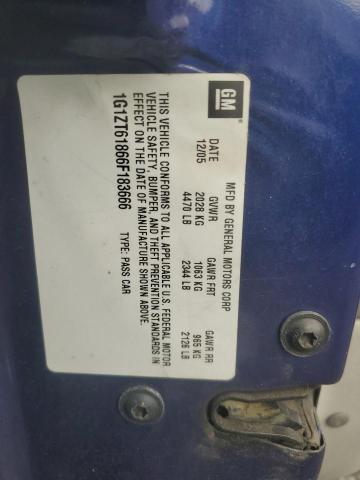 GM
MFD BY GENERAL MOTORS CORP
DATE GVWR GAWR FRT GAWR RR
12/05 2028 KG 1063 KG 965 KG
4470 LB 2344 LB 2126 LB
THIS VEHICLE CONFORMS TO ALL APPLICABLE U.S. FEDERAL MOTOR
VEHICLE SAFETY, BUMPER, AND THEFT PREVENTION STANDARDS IN
EFFECT ON THE DATE OF MANUFACTURE SHOWN ABOVE.
1G1ZT61866F183666 TYPE: PASS CAR